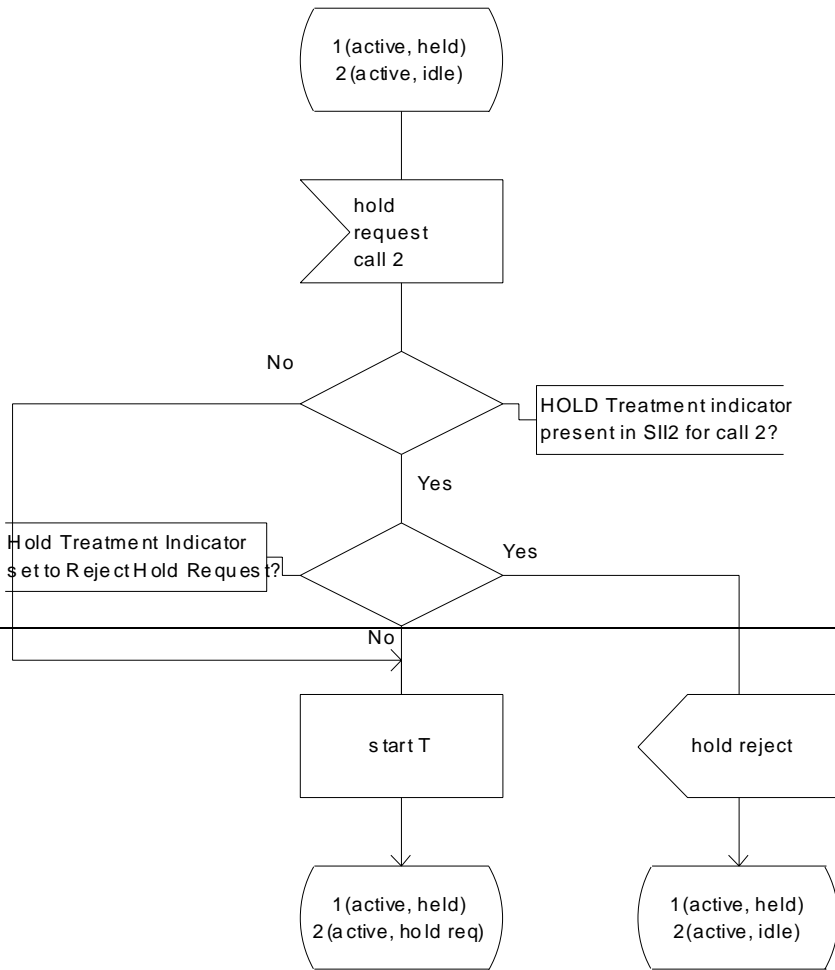 1(active, held)
2(active, idle)
hold
request
call 2
No
HOLD Treatment indicator
present in SII2 for call 2?
Yes
Hold Treatment Indicator
set to Reject Hold Request?
Yes
No
start T
hold reject
1(active, held)
2(active, hold req)
1(active, held)
2(active, idle)